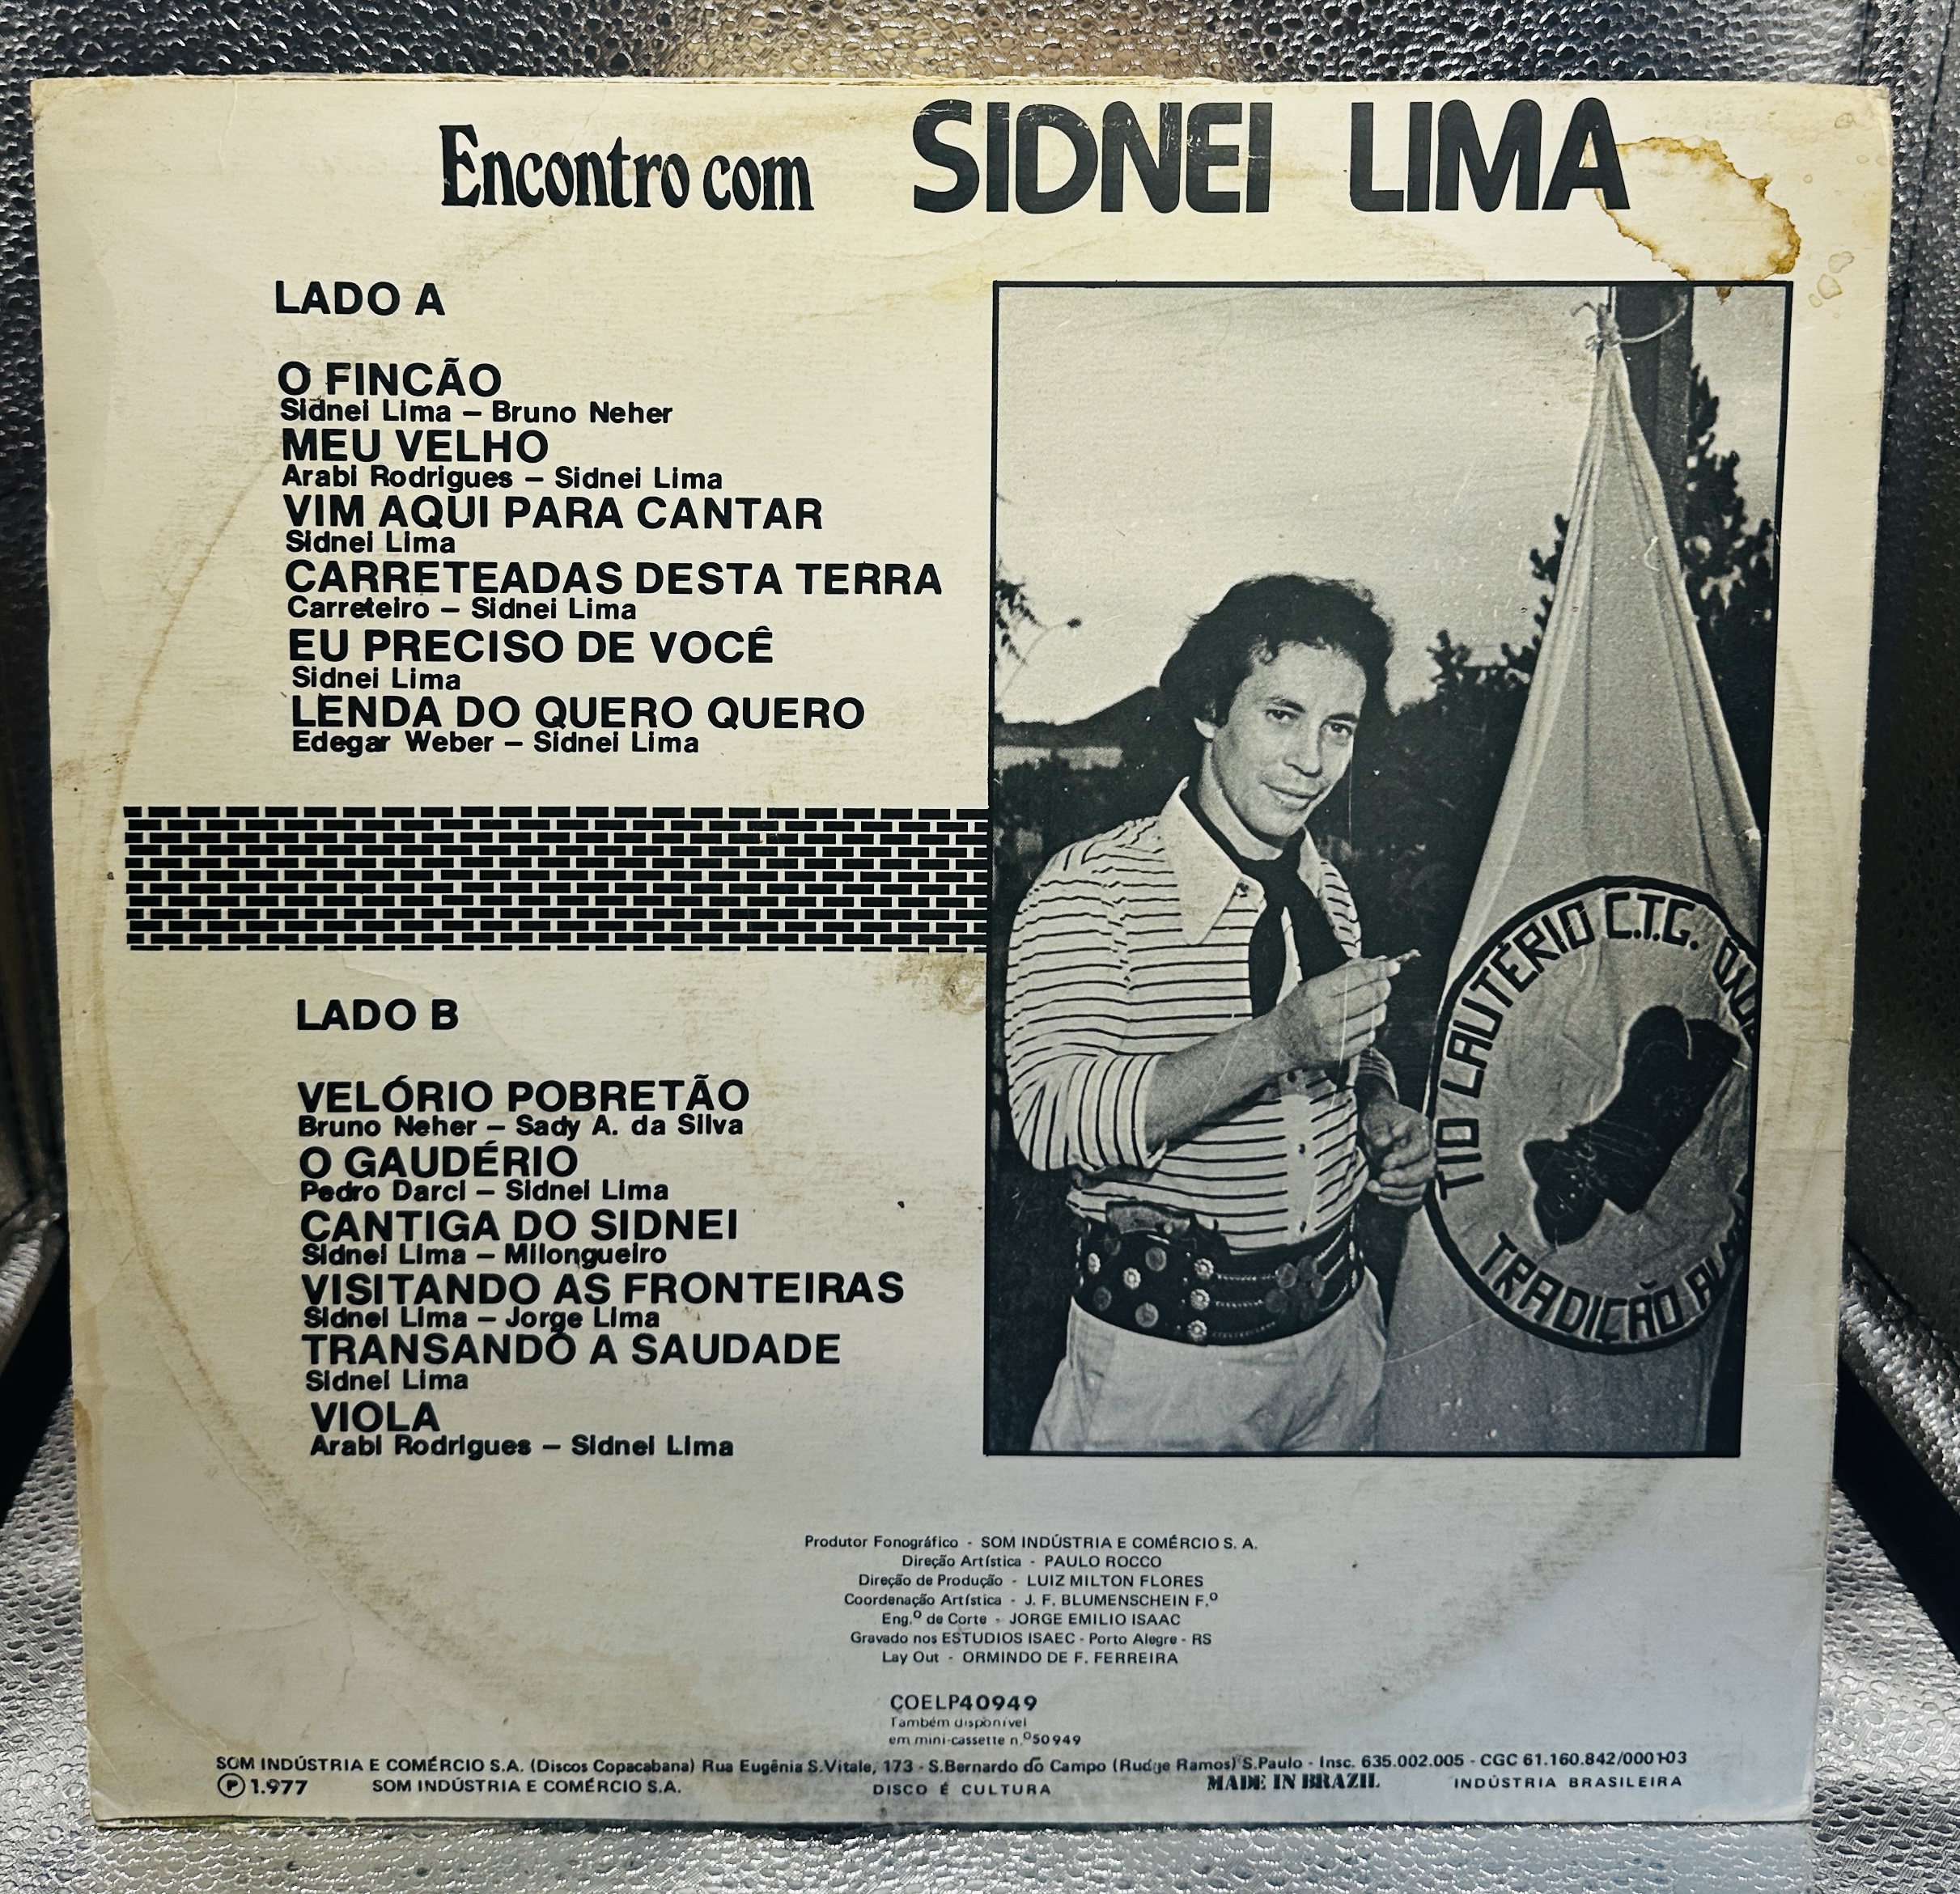 Encontro com SIDNEI LIMA
LADO A
O FINCÃO
Sidnei Lima – Bruno Neher
MEU VELHO
Arabi Rodrigues – Sidnei Lima
VIM AQUI PARA CANTAR
Sidnei Lima
CARRETEADAS DESTA TERRA
Carreteiro – Sidnei Lima
EU PRECISO DE VOCÊ
Sidnei Lima
LENDA DO QUERO QUERO
Edegar Weber – Sidnei Lima
LADO B
VELÓRIO POBRETÃO
Bruno Neher – Sady A. da Silva
O GAUDÉRIO
Pedro Darci – Sidnei Lima
CANTIGA DO SIDNEI
Sidnei Lima – Milongueiro
VISITANDO AS FRONTEIRAS
Sidnei Lima – Jorge Lima
TRANSANDO A SAUDADE
Sidnei Lima
VIOLA
Arabi Rodrigues – Sidnei Lima
TIO LAUTÉRIO C.T.G.
TRADIÇÃO
Produtor Fonográfico - SOM INDÚSTRIA E COMÉRCIO S. A.
Direção Artística - PAULO ROCCO
Direção de Produção - LUIZ MILTON FLORES
Coordenação Artística - J. F. BLUMENSCHEIN F.º
Eng.º de Corte - JORGE EMILIO ISAAC
Gravado nos ESTUDIOS ISAEC - Porto Alegre - RS
Lay Out - ORMINDO DE F. FERREIRA
COELP40949
Também disponível
em mini-cassette n.º50949
SOM INDÚSTRIA E COMÉRCIO S.A. (Discos Copacabana) Rua Eugênia S.Vitale, 173 - S.Bernardo do Campo (Rudge Ramos) S.Paulo - Insc. 635.002.005 - CGC 61.160.842/0001-03
Ⓟ 1.977 SOM INDÚSTRIA E COMÉRCIO S.A. DISCO É CULTURA MADE IN BRAZIL INDÚSTRIA BRASILEIRA